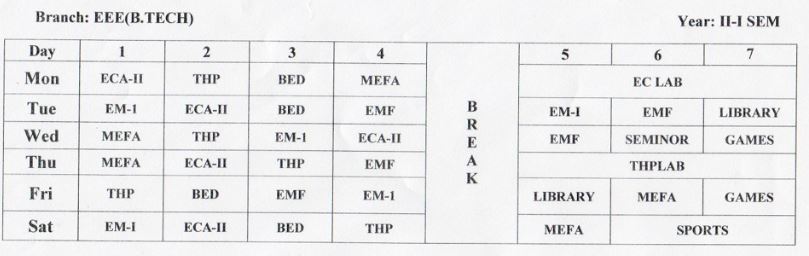 Branch: EEE(B.TECH) Year: II-I SEM
Day 1 2 3 4 BREAK 5 6 7
Mon ECA-II THP BED MEFA EC LAB
Tue EM-1 ECA-II BED EMF EM-I EMF LIBRARY
Wed MEFA THP EM-1 ECA-II EMF SEMINOR GAMES
Thu MEFA ECA-II THP EMF THPLAB
Fri THP BED EMF EM-1 LIBRARY MEFA GAMES
Sat EM-I ECA-II BED THP MEFA SPORTS